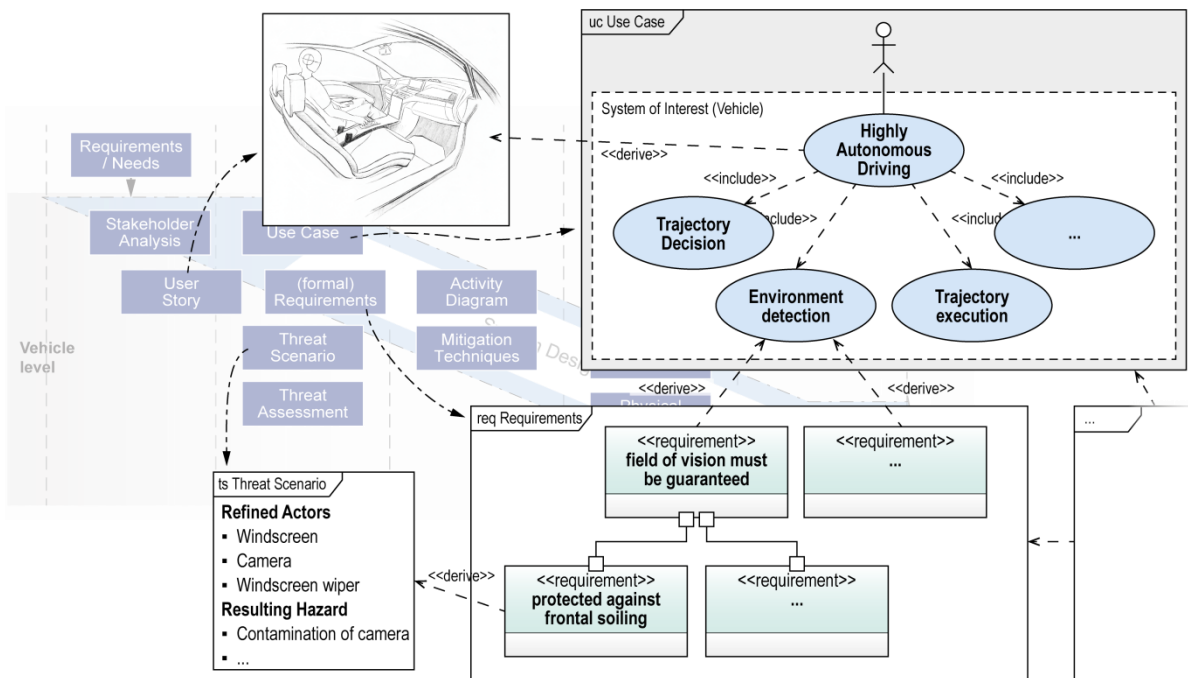 uc Use Case
System of Interest (Vehicle)
Highly
Autonomous
Driving
<<derive>>
<<include>>
<<include>>
Trajectory
Decision
...
Environment
detection
Trajectory
execution
Requirements
/ Needs
Stakeholder
Analysis
Use Case
User
Story
(formal)
Requirements
Activity
Diagram
Threat
Scenario
Mitigation
Techniques
Threat
Assessment
Vehicle
level
<<derive>>
<<derive>>
req Requirements
<<requirement>>
field of vision must
be guaranteed
<<requirement>>
...
...
<<requirement>>
protected against
frontal soiling
<<requirement>>
...
<<derive>>
ts Threat Scenario
Refined Actors
▪ Windscreen
▪ Camera
▪ Windscreen wiper
Resulting Hazard
▪ Contamination of camera
▪ ...